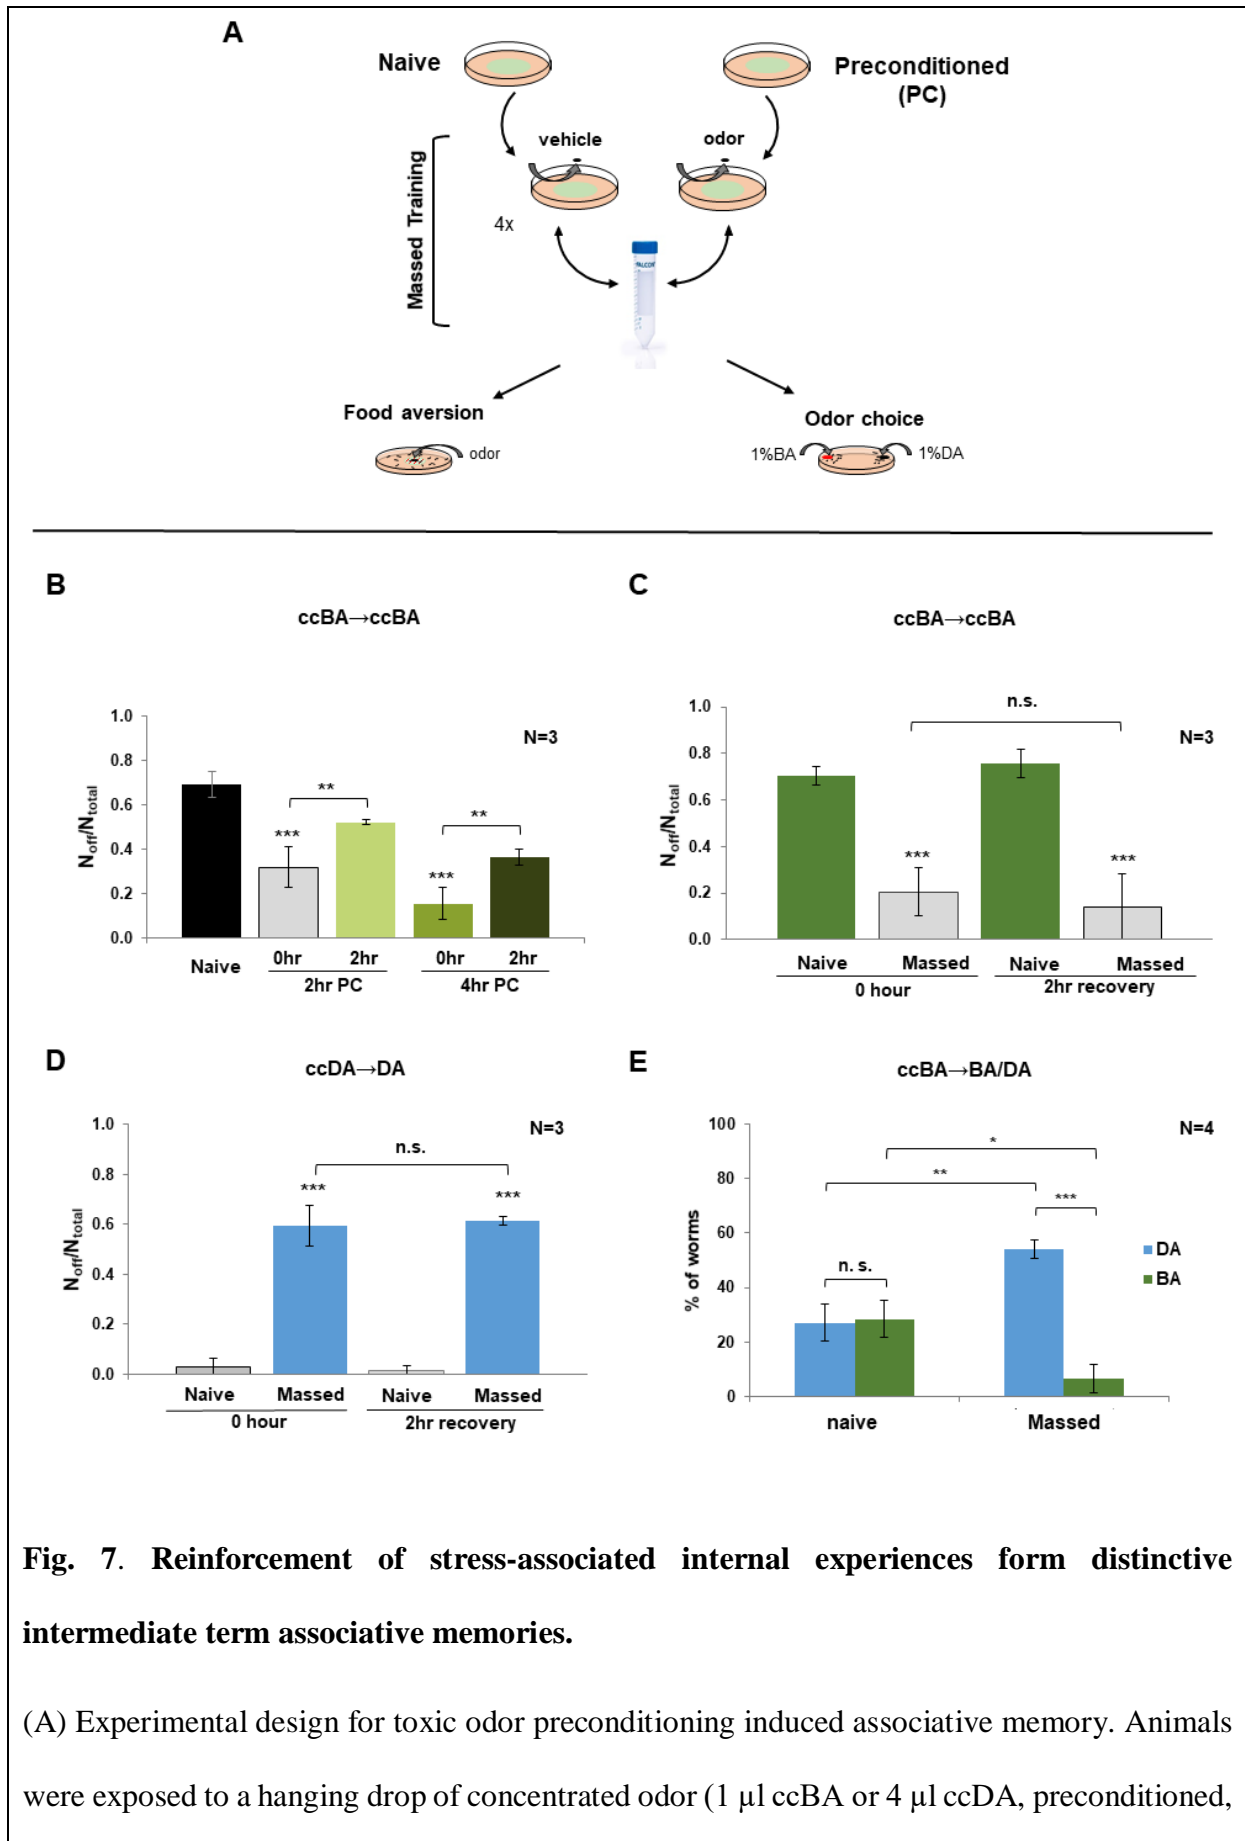 A
Naive
Preconditioned
(PC)
vehicle
odor
Massed Training
4x
FALCON
Food aversion
odor
Odor choice
1%BA
1%DA
B
ccBA→ccBA
N=3
Noff/Ntotal
1.0
0.8
0.6
0.4
0.2
0.0
**
***
**
***
Naive
0hr
2hr
0hr
2hr
2hr PC
4hr PC
C
ccBA→ccBA
n.s.
N=3
Noff/Ntotal
1.0
0.8
0.6
0.4
0.2
0.0
***
***
Naive
Massed
Naive
Massed
0 hour
2hr recovery
D
ccDA→DA
N=3
n.s.
Noff/Ntotal
1.0
0.8
0.6
0.4
0.2
0.0
***
***
Naive
Massed
Naive
Massed
0 hour
2hr recovery
E
ccBA→BA/DA
N=4
% of worms
100
80
60
40
20
0
*
**
***
n. s.
DA
BA
naive
Massed
Fig. 7. Reinforcement of stress-associated internal experiences form distinctive
intermediate term associative memories.
(A) Experimental design for toxic odor preconditioning induced associative memory. Animals
were exposed to a hanging drop of concentrated odor (1 µl ccBA or 4 µl ccDA, preconditioned,